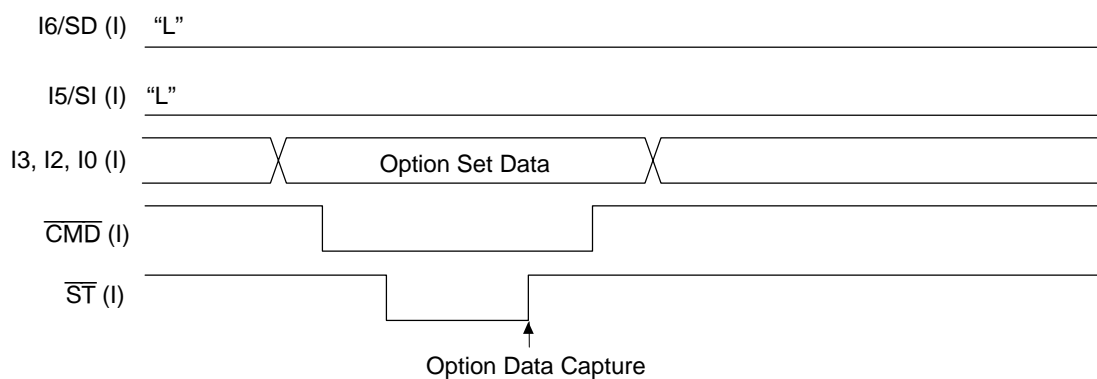 I6/SD (I) “L”
I5/SI (I) “L”
I3, I2, I0 (I) Option Set Data
CMD (I)
ST (I)
Option Data Capture